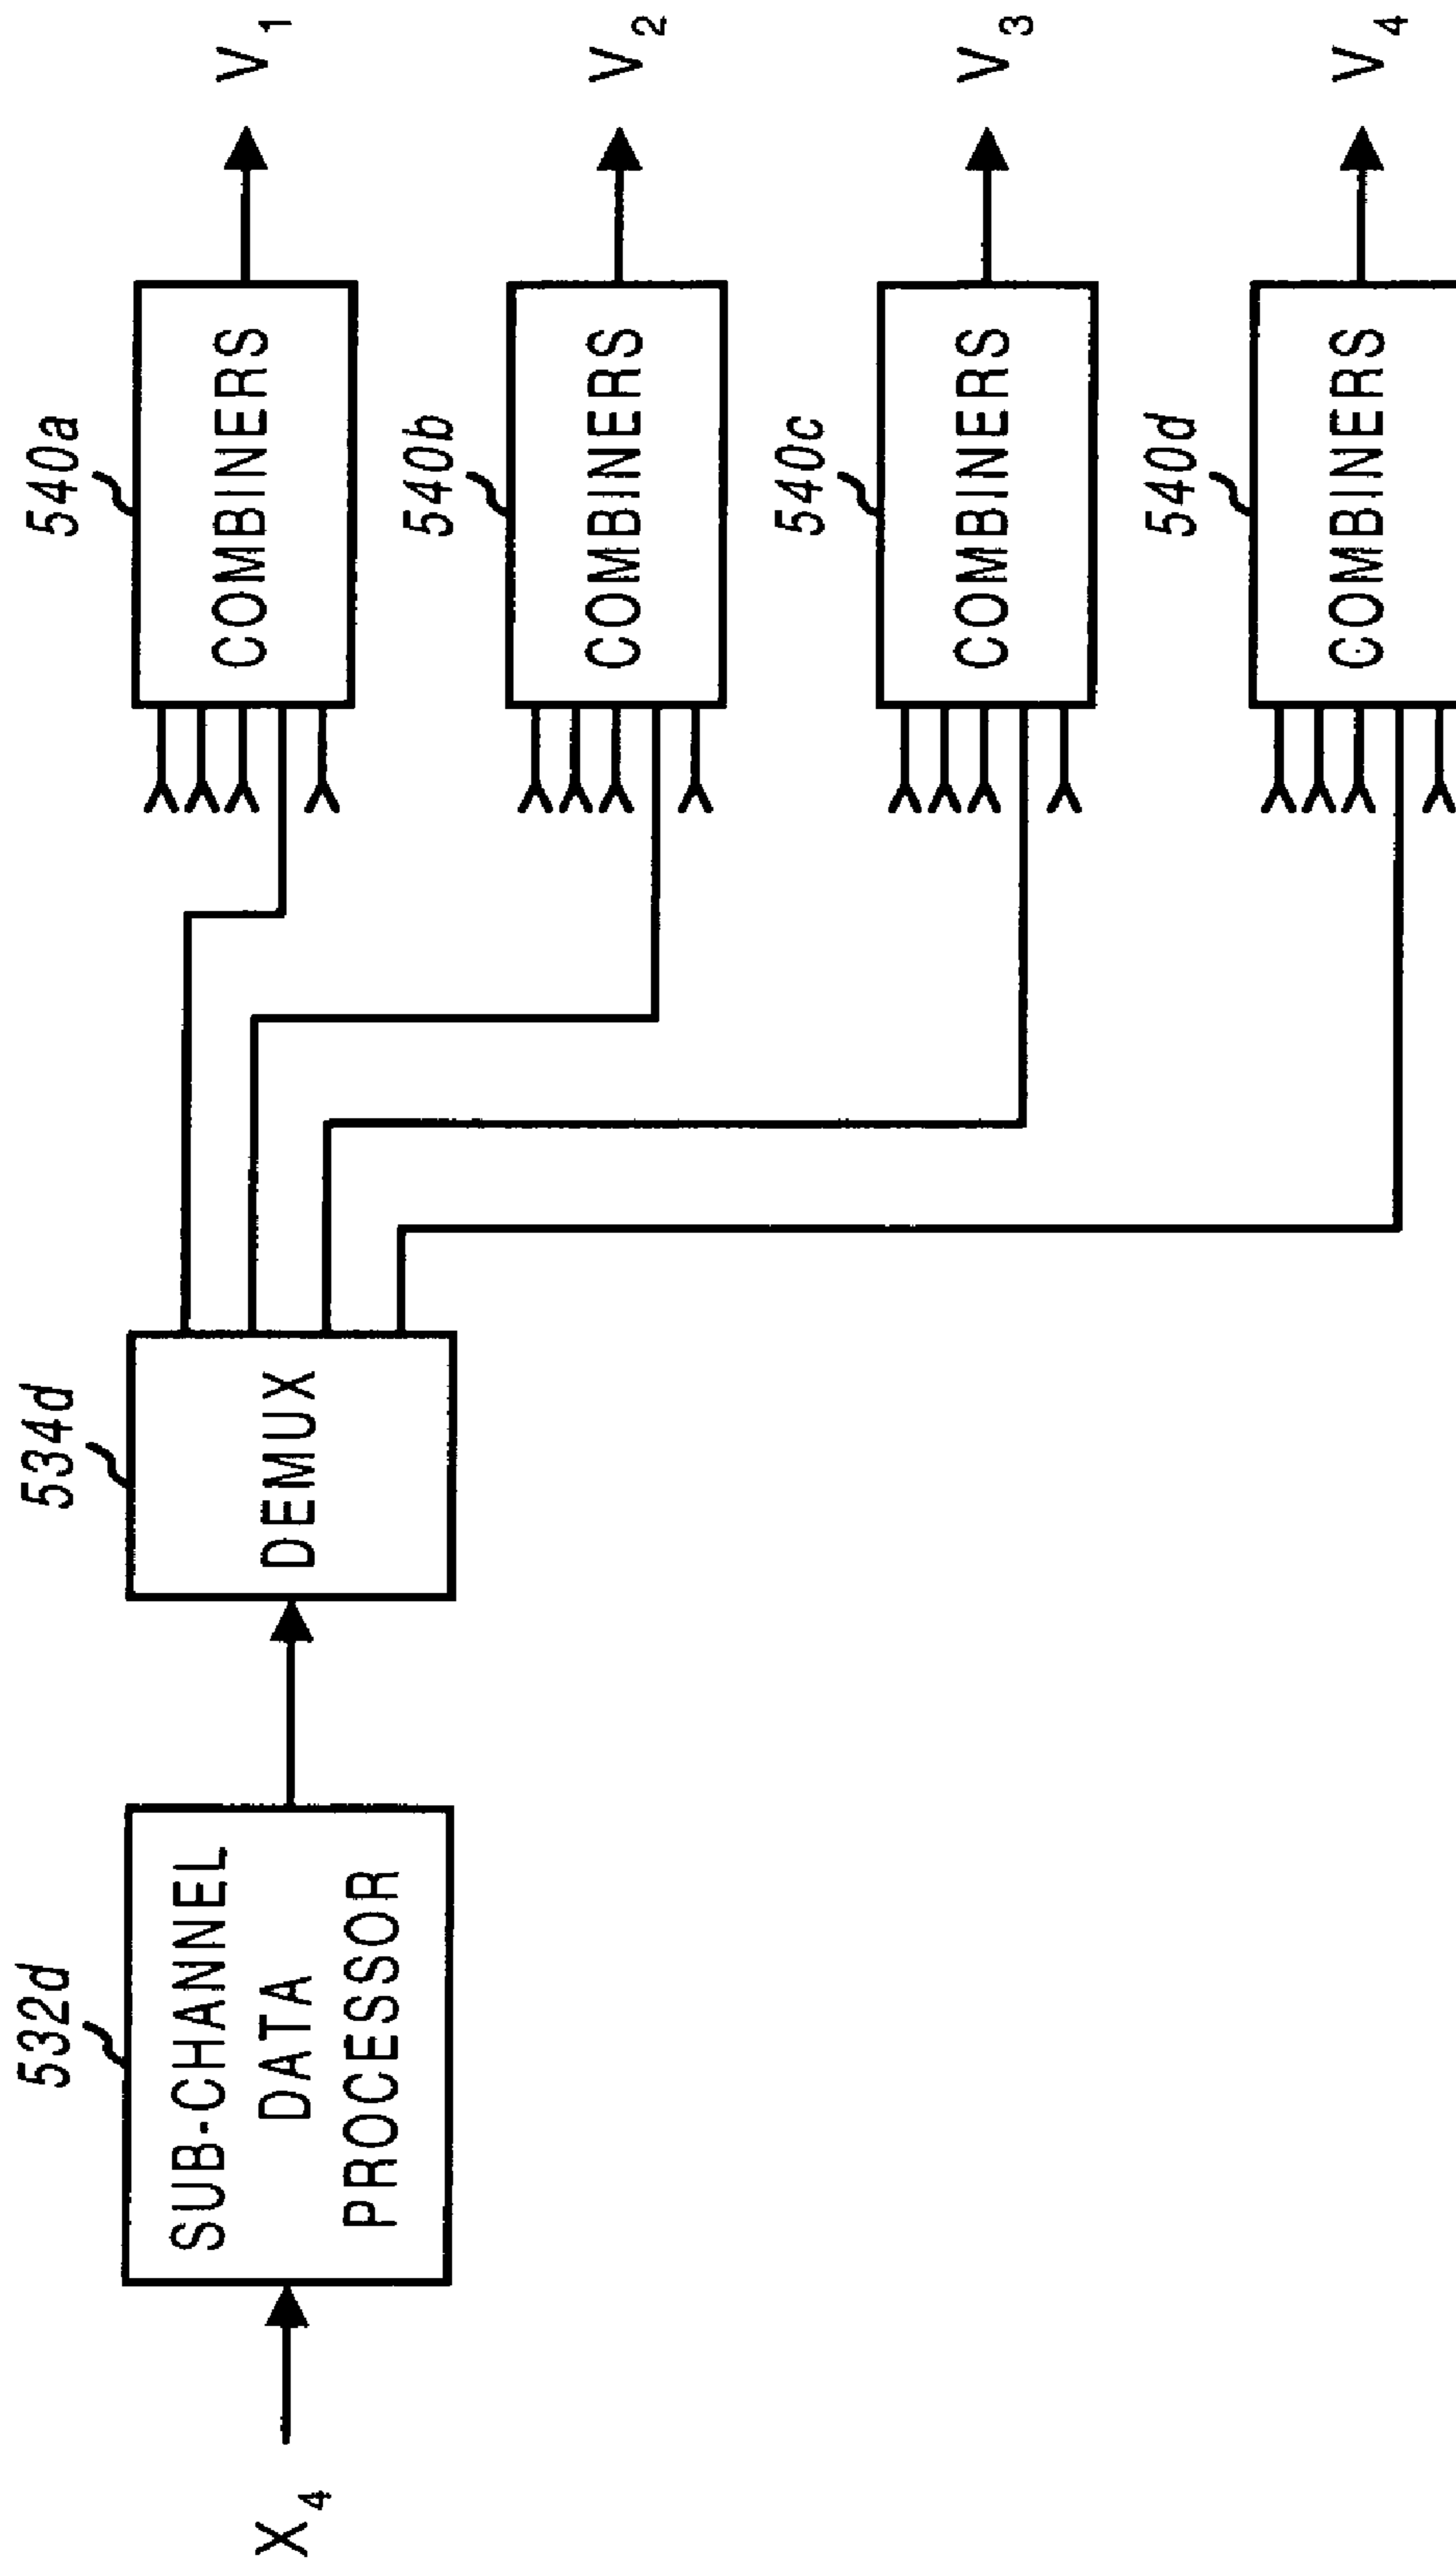 532d
534d
540a
X4
SUB-CHANNEL
DATA
PROCESSOR
DEMUX
COMBINERS
V1
540b
COMBINERS
V2
540c
COMBINERS
V3
540d
COMBINERS
V4